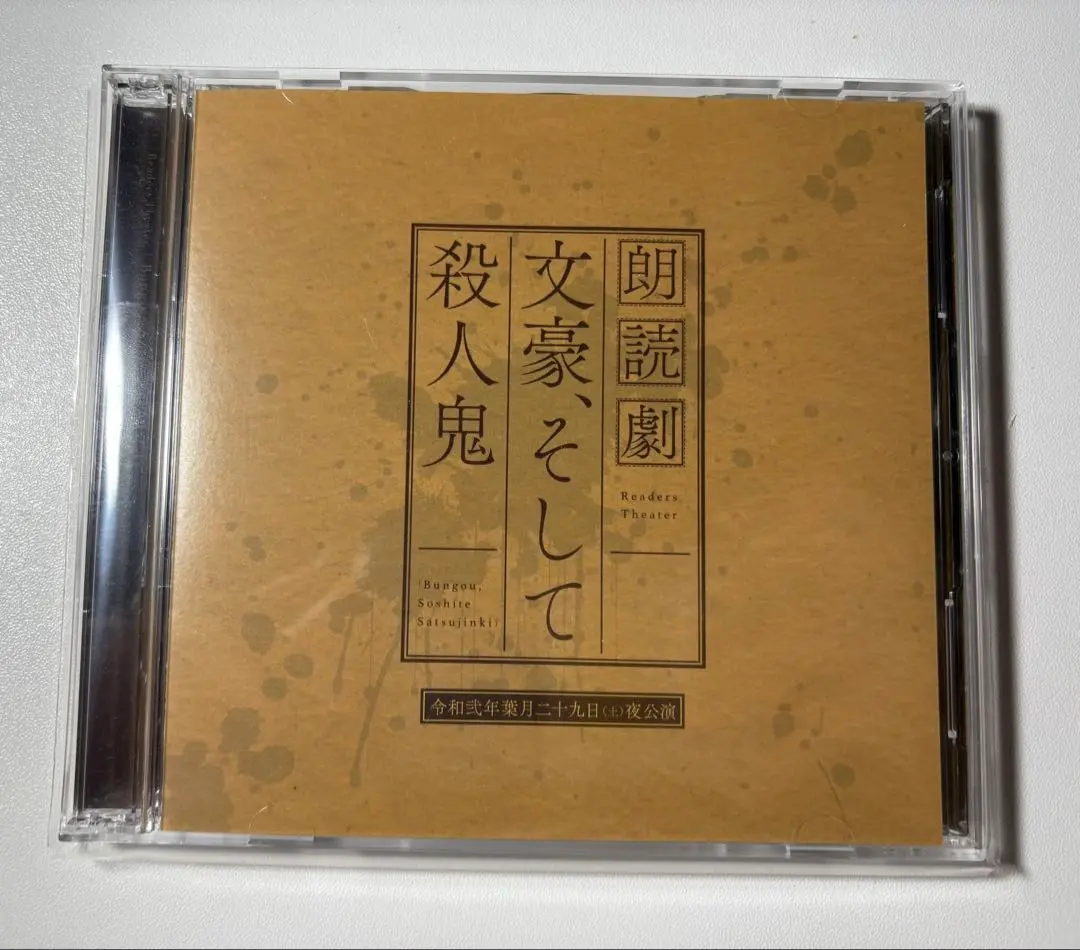 朗読劇
Readers
Theater
文豪、そして
殺人鬼
「Bungou,
Soshite
Satsujinki」
令和弐年葉月二十九日(土)夜公演